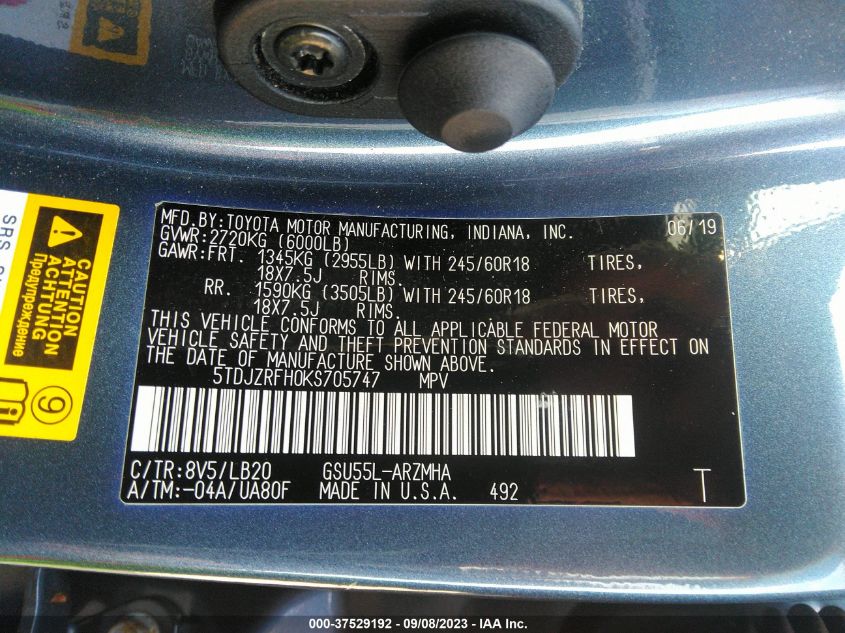 MFD.BY:TOYOTA MOTOR MANUFACTURING, INDIANA, INC. 06/19
GVWR:2720KG (6000LB)
GAWR:FRT. 1345KG (2955LB) WITH 245/60R18 TIRES,
18X7.5J RIMS.
RR. 1590KG (3505LB) WITH 245/60R18 TIRES,
18X7.5J RIMS.
THIS VEHICLE CONFORMS TO ALL APPLICABLE FEDERAL MOTOR
VEHICLE SAFETY AND THEFT PREVENTION STANDARDS IN EFFECT ON
THE DATE OF MANUFACTURE SHOWN ABOVE.
5TDJZRFH0KS705747 MPV
C/TR:8V5/LB20 GSU55L-ARZMHA
A/TM:-04A/UA80F MADE IN U.S.A. 492 T
CAUTION
ATTENTION
ACHTUNG
Предупреждение
9
SRS
000-37529192 - 09/08/2023 - IAA Inc.